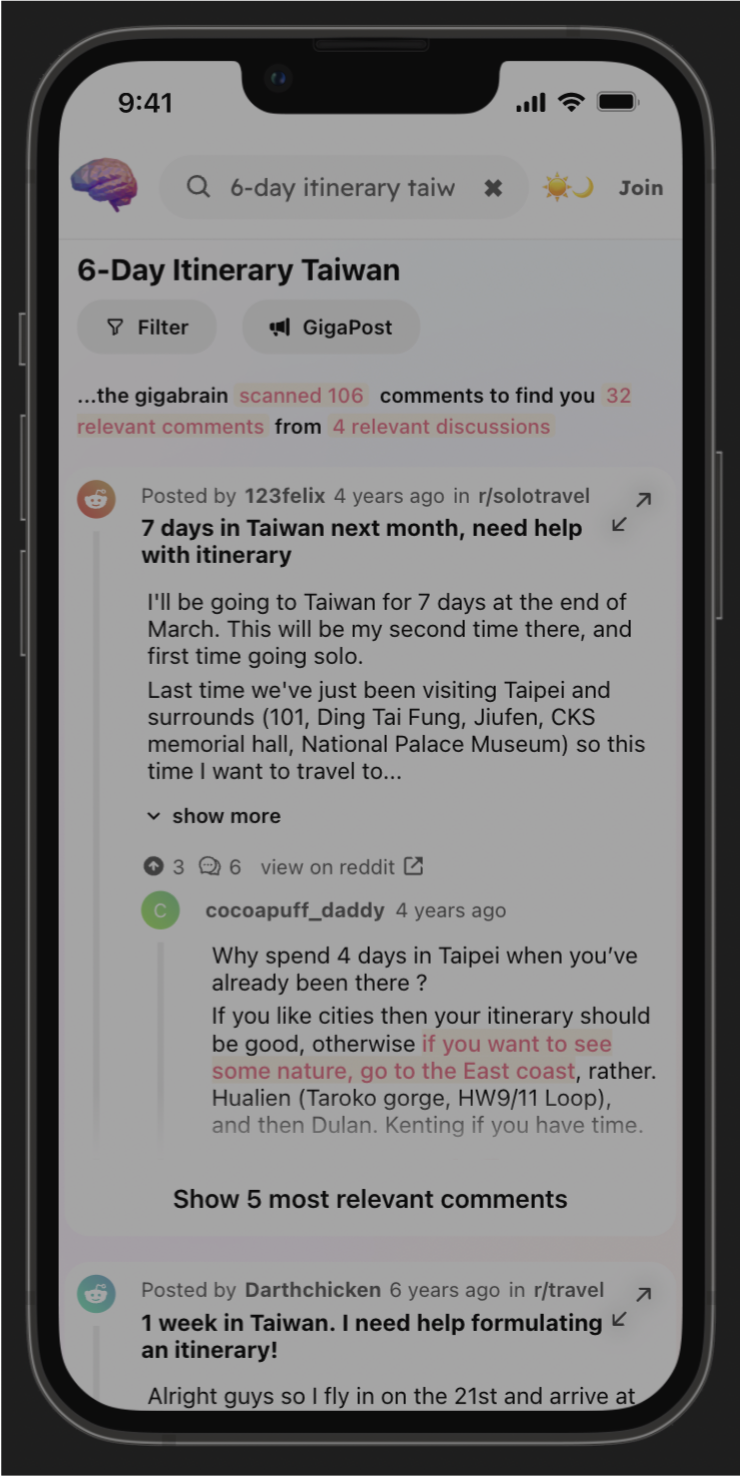 9:41
6-day itinerary taiw
Join
6-Day Itinerary Taiwan
Filter
GigaPost
...the gigabrain scanned 106 comments to find you 32
relevant comments from 4 relevant discussions
Posted by 123felix 4 years ago in r/solotravel
7 days in Taiwan next month, need help
with itinerary
I'll be going to Taiwan for 7 days at the end of
March. This will be my second time there, and
first time going solo.
Last time we've just been visiting Taipei and
surrounds (101, Ding Tai Fung, Jiufen, CKS
memorial hall, National Palace Museum) so this
time I want to travel to...
show more
3 6 view on reddit
C cocoapuff_daddy 4 years ago
Why spend 4 days in Taipei when you’ve
already been there ?
If you like cities then your itinerary should
be good, otherwise if you want to see
some nature, go to the East coast, rather.
Hualien (Taroko gorge, HW9/11 Loop),
and then Dulan. Kenting if you have time.
Show 5 most relevant comments
Posted by Darthchicken 6 years ago in r/travel
1 week in Taiwan. I need help formulating
an itinerary!
Alright guys so I fly in on the 21st and arrive at